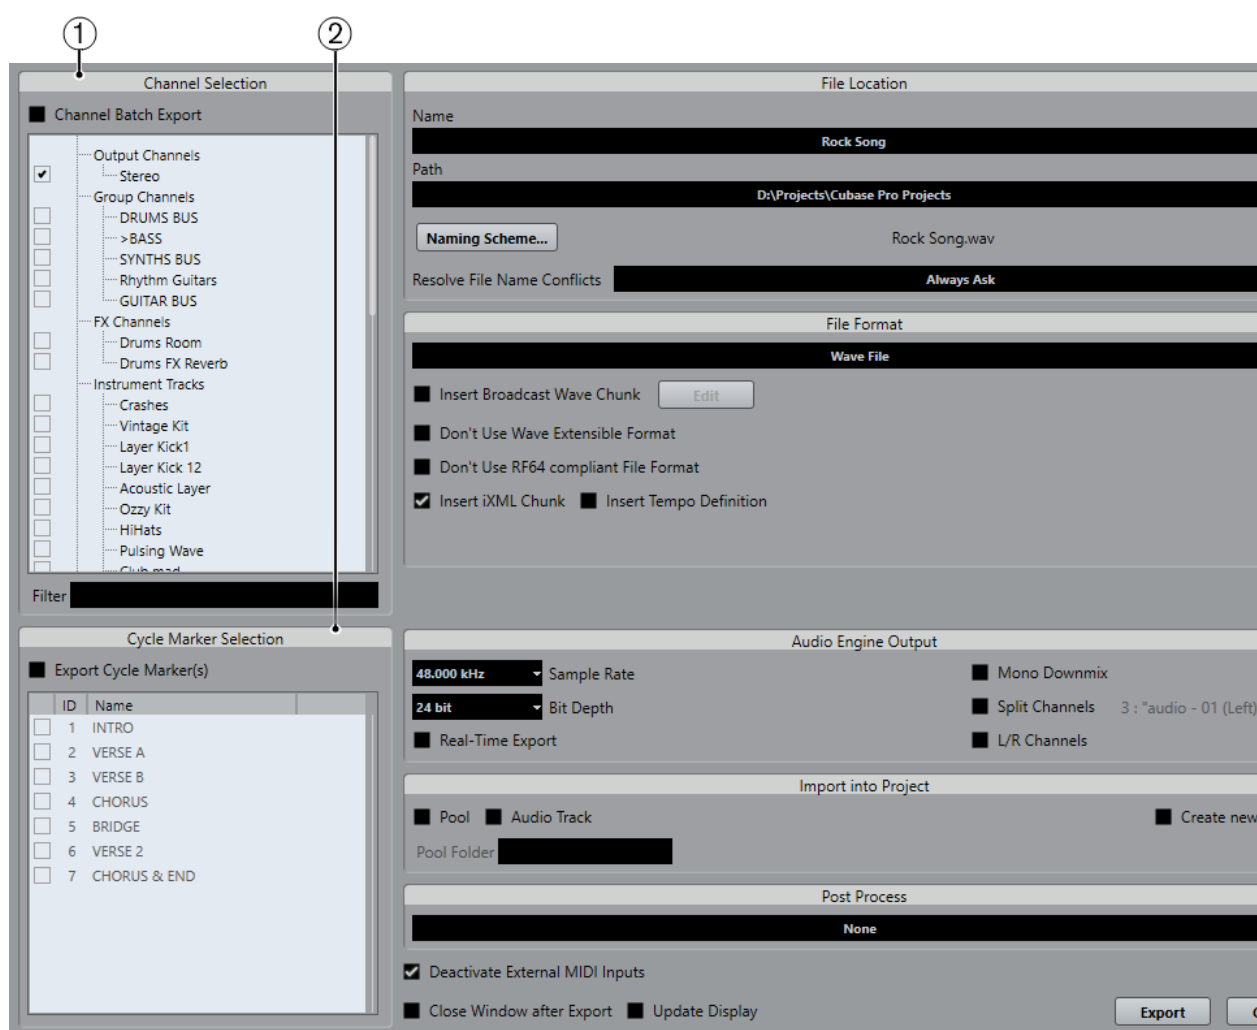 1 2
Channel Selection
Channel Batch Export
Output Channels
Stereo
Group Channels
DRUMS BUS
>BASS
SYNTHS BUS
Rhythm Guitars
GUITAR BUS
FX Channels
Drums Room
Drums FX Reverb
Instrument Tracks
Crashes
Vintage Kit
Layer Kick1
Layer Kick 12
Acoustic Layer
Ozzy Kit
HiHats
Pulsing Wave
Club mad
Filter
Cycle Marker Selection
Export Cycle Marker(s)
ID Name
1 INTRO
2 VERSE A
3 VERSE B
4 CHORUS
5 BRIDGE
6 VERSE 2
7 CHORUS & END
File Location
Name
Rock Song
Path
D:\Projects\Cubase Pro Projects
Naming Scheme... Rock Song.wav
Resolve File Name Conflicts Always Ask
File Format
Wave File
Insert Broadcast Wave Chunk Edit
Don't Use Wave Extensible Format
Don't Use RF64 compliant File Format
Insert iXML Chunk Insert Tempo Definition
Audio Engine Output
48.000 kHz Sample Rate Mono Downmix
24 bit Bit Depth Split Channels 3 : "audio - 01 (Left)
Real-Time Export L/R Channels
Import into Project
Pool Audio Track Create new
Pool Folder
Post Process
None
Deactivate External MIDI Inputs
Close Window after Export Update Display Export